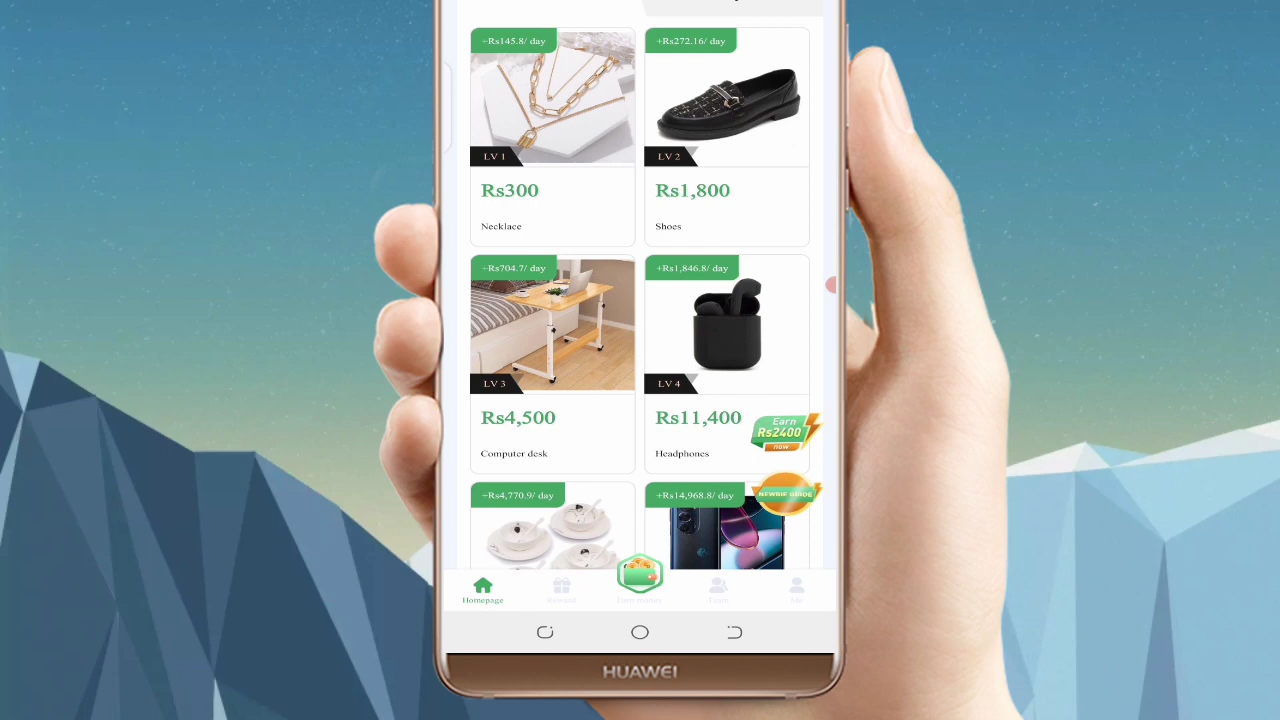 +Rs145.8/ day
+Rs272.16/ day
LV 1
LV 2
Rs300
Rs1,800
Necklace
Shoes
+Rs704.7/ day
+Rs1,846.8/ day
LV 3
LV 4
Rs4,500
Rs11,400
Earn
Rs2400
now
Computer desk
Headphones
+Rs4,770.9/ day
+Rs14,968.8/ day
NEWBIE GUIDE
Homepage
Reward
Earn money
Team
Me
HUAWEI